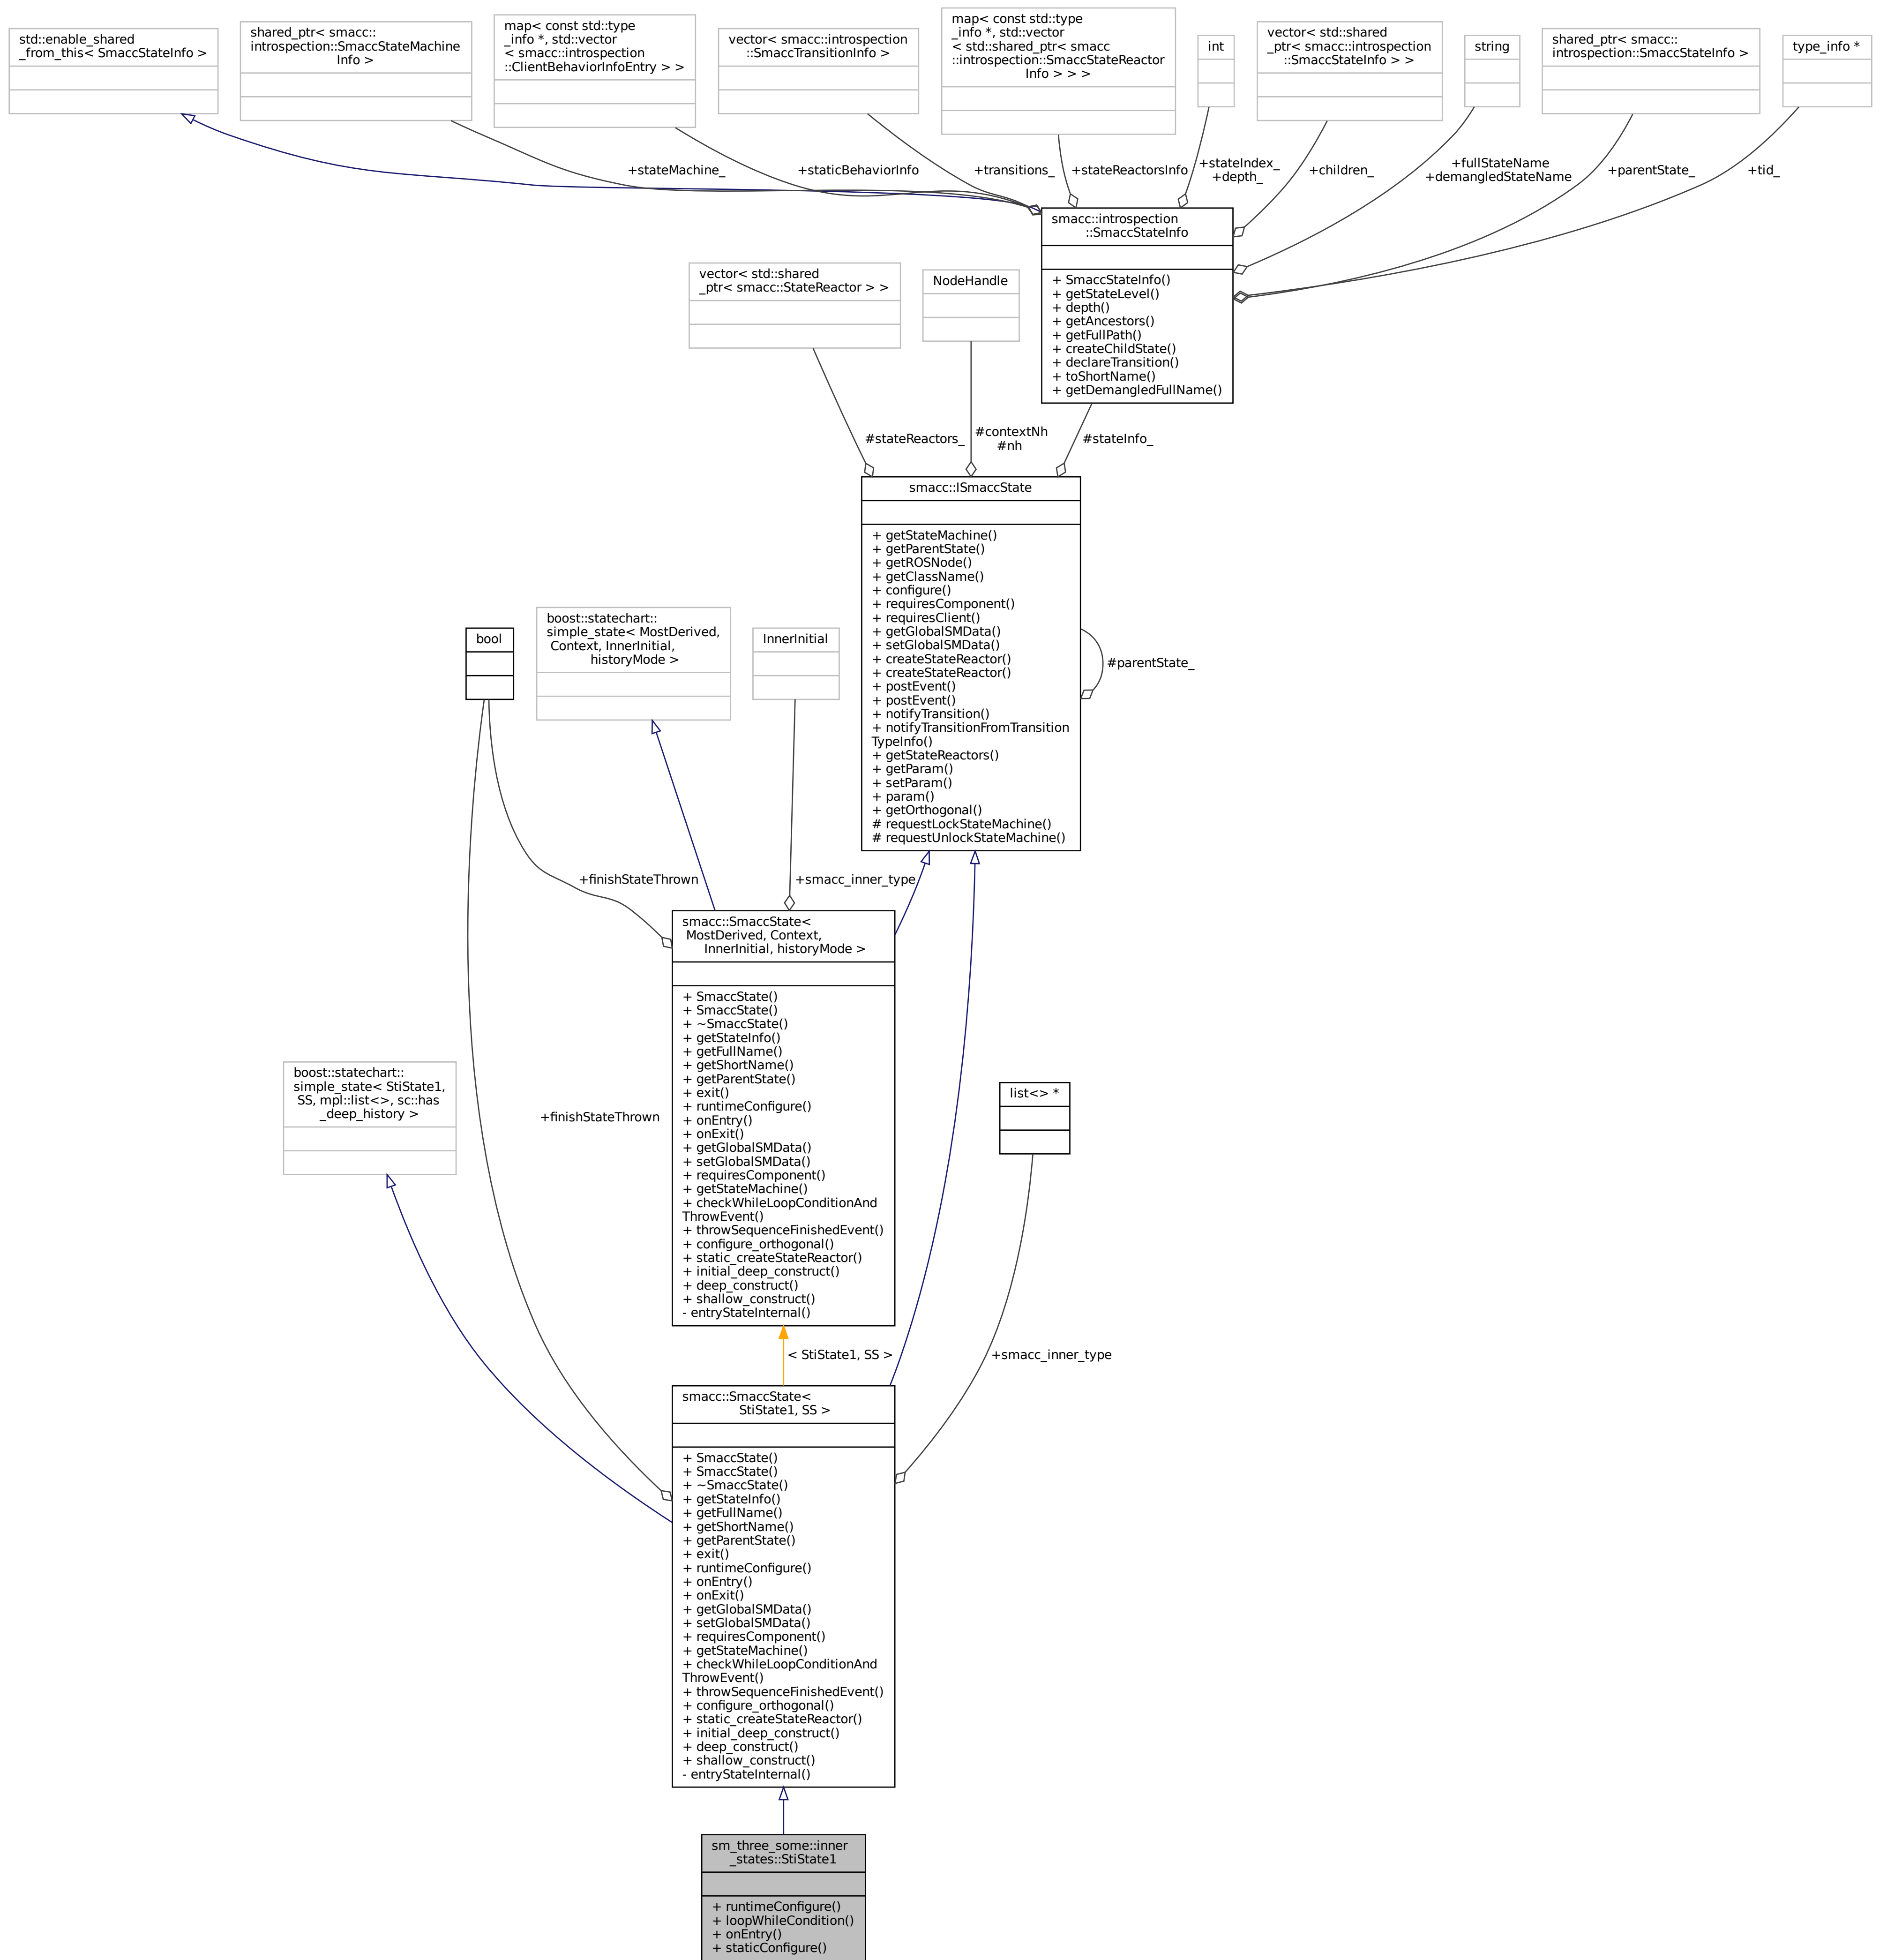 std::enable_shared
_from_this< SmaccStateInfo >
shared_ptr< smacc::
introspection::SmaccStateMachine
Info >
map< const std::type
_info *, std::vector
< smacc::introspection
::ClientBehaviorInfoEntry > >
vector< smacc::introspection
::SmaccTransitionInfo >
map< const std::type
_info *, std::vector
< std::shared_ptr< smacc
::introspection::SmaccStateReactor
Info > > >
int
vector< std::shared
_ptr< smacc::introspection
::SmaccStateInfo > >
string
shared_ptr< smacc::
introspection::SmaccStateInfo >
type_info *
+stateMachine_
+staticBehaviorInfo
+transitions_
+stateReactorsInfo
+stateIndex_
+depth_
+children_
+fullStateName
+demangledStateName
+parentState_
+tid_
smacc::introspection
::SmaccStateInfo
+ SmaccStateInfo()
+ getStateLevel()
+ depth()
+ getAncestors()
+ getFullPath()
+ createChildState()
+ declareTransition()
+ toShortName()
+ getDemangledFullName()
vector< std::shared
_ptr< smacc::StateReactor > >
NodeHandle
#stateReactors_
#contextNh
#nh
#stateInfo_
smacc::ISmaccState
+ getStateMachine()
+ getParentState()
+ getROSNode()
+ getClassName()
+ configure()
+ requiresComponent()
+ requiresClient()
+ getGlobalSMData()
+ setGlobalSMData()
+ createStateReactor()
+ createStateReactor()
+ postEvent()
+ postEvent()
+ notifyTransition()
+ notifyTransitionFromTransition
TypeInfo()
+ getStateReactors()
+ getParam()
+ setParam()
+ param()
+ getOrthogonal()
# requestLockStateMachine()
# requestUnlockStateMachine()
#parentState_
bool
boost::statechart::
simple_state< MostDerived,
Context, InnerInitial,
historyMode >
InnerInitial
+finishStateThrown
+smacc_inner_type
smacc::SmaccState<
MostDerived, Context,
InnerInitial, historyMode >
+ SmaccState()
+ SmaccState()
+ ~SmaccState()
+ getStateInfo()
+ getFullName()
+ getShortName()
+ getParentState()
+ exit()
+ runtimeConfigure()
+ onEntry()
+ onExit()
+ getGlobalSMData()
+ setGlobalSMData()
+ requiresComponent()
+ getStateMachine()
+ checkWhileLoopConditionAnd
ThrowEvent()
+ throwSequenceFinishedEvent()
+ configure_orthogonal()
+ static_createStateReactor()
+ initial_deep_construct()
+ deep_construct()
+ shallow_construct()
- entryStateInternal()
boost::statechart::
simple_state< StiState1,
SS, mpl::list<>, sc::has
_deep_history >
+finishStateThrown
list<> *
< StiState1, SS >
+smacc_inner_type
smacc::SmaccState<
StiState1, SS >
+ SmaccState()
+ SmaccState()
+ ~SmaccState()
+ getStateInfo()
+ getFullName()
+ getShortName()
+ getParentState()
+ exit()
+ runtimeConfigure()
+ onEntry()
+ onExit()
+ getGlobalSMData()
+ setGlobalSMData()
+ requiresComponent()
+ getStateMachine()
+ checkWhileLoopConditionAnd
ThrowEvent()
+ throwSequenceFinishedEvent()
+ configure_orthogonal()
+ static_createStateReactor()
+ initial_deep_construct()
+ deep_construct()
+ shallow_construct()
- entryStateInternal()
sm_three_some::inner
_states::StiState1
+ runtimeConfigure()
+ loopWhileCondition()
+ onEntry()
+ staticConfigure()